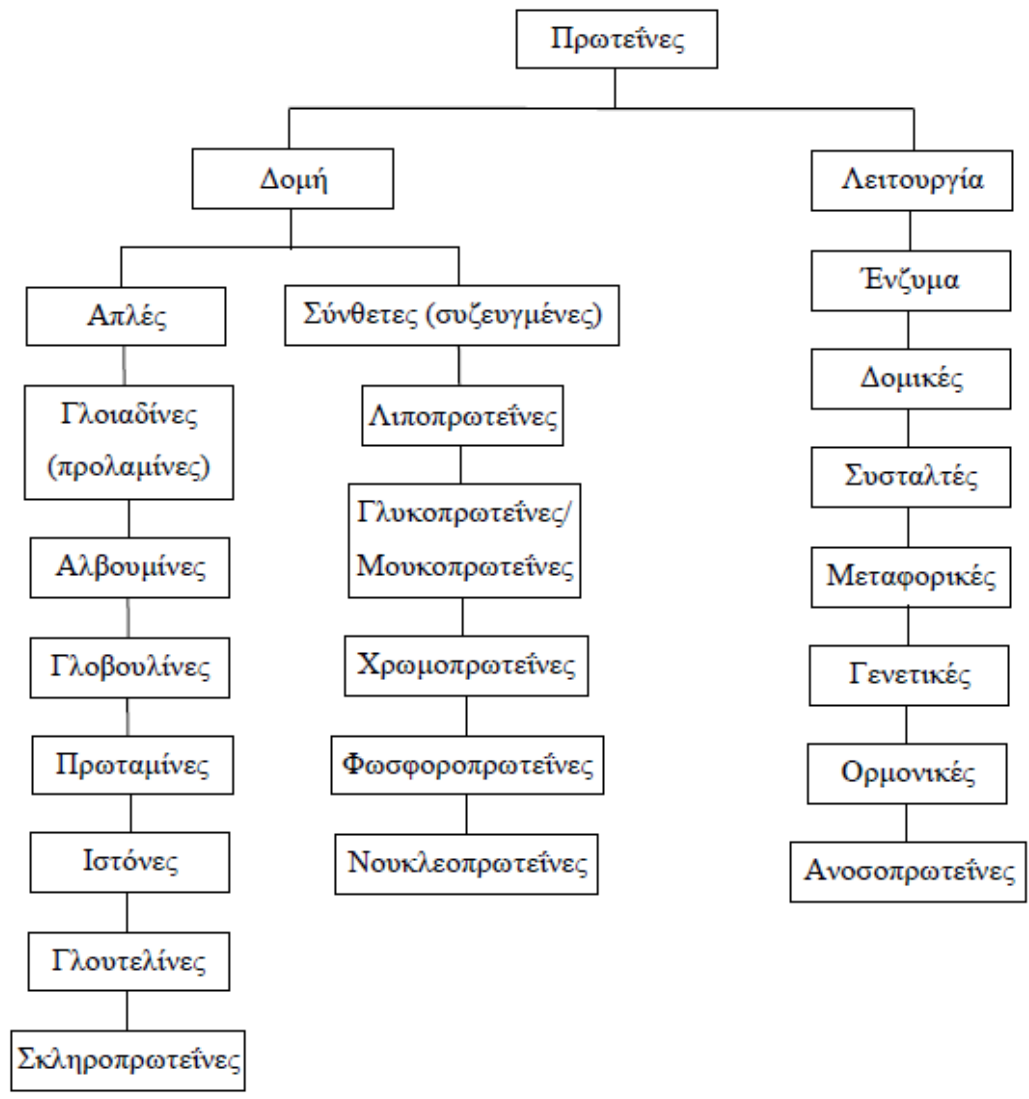 Πρωτεΐνες
Δομή
Λειτουργία
Απλές
Σύνθετες (συζευγμένες)
Γλοιαδίνες
(προλαμίνες)
Αλβουμίνες
Γλοβουλίνες
Πρωταμίνες
Ιστόνες
Γλουτελίνες
Σκληροπρωτεΐνες
Λιποπρωτεΐνες
Γλυκοπρωτεΐνες/
Μουκοπρωτεΐνες
Χρωμοπρωτεΐνες
Φωσφοροπρωτεΐνες
Νουκλεοπρωτεΐνες
Ένζυμα
Δομικές
Συσταλτές
Μεταφορικές
Γενετικές
Ορμονικές
Ανοσοπρωτεΐνες